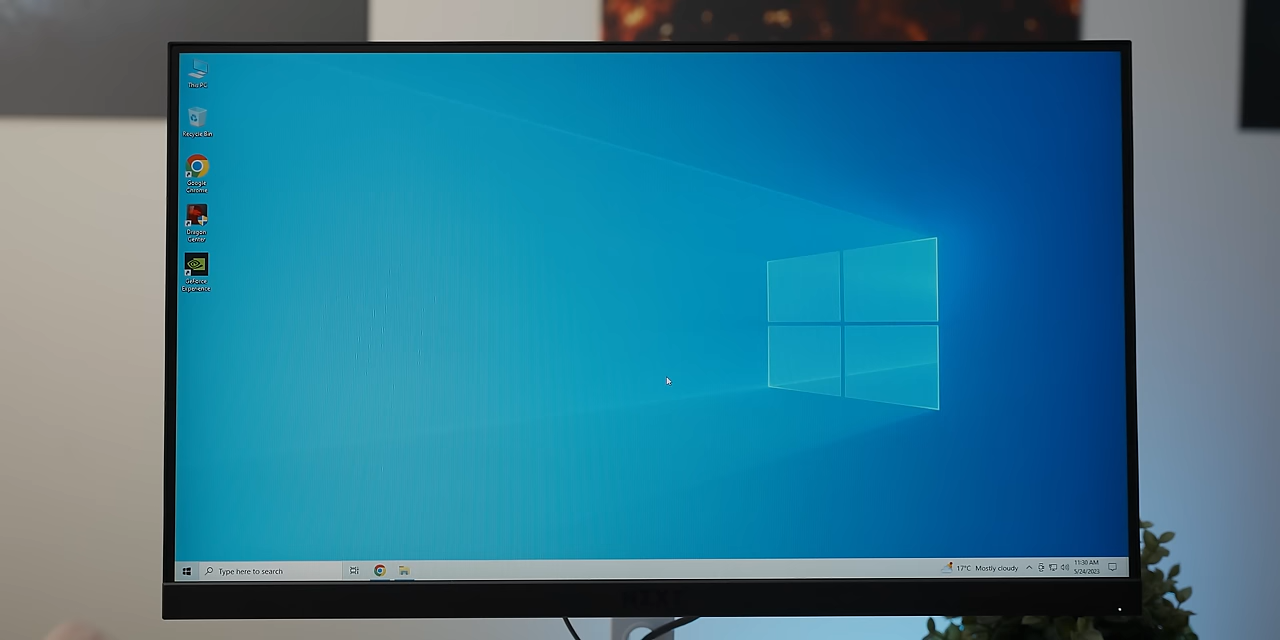 This PC
Recycle Bin
Google
Chrome
Dragon
Center
GeForce
Experience
Type here to search
17°C Mostly cloudy
11:30 AM
5/24/2023
NZXT